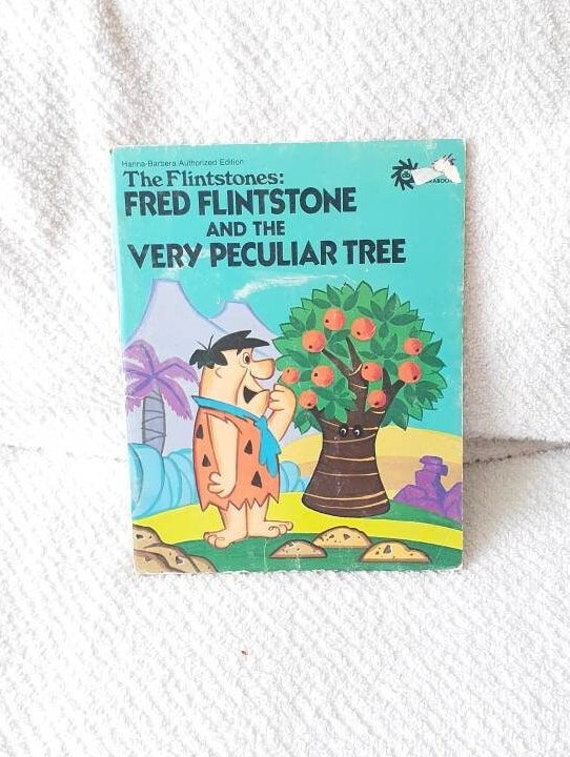 Hanna-Barbera Authorized Edition
The Flintstones:
FRED FLINTSTONE
AND THE
VERY PECULIAR TREE